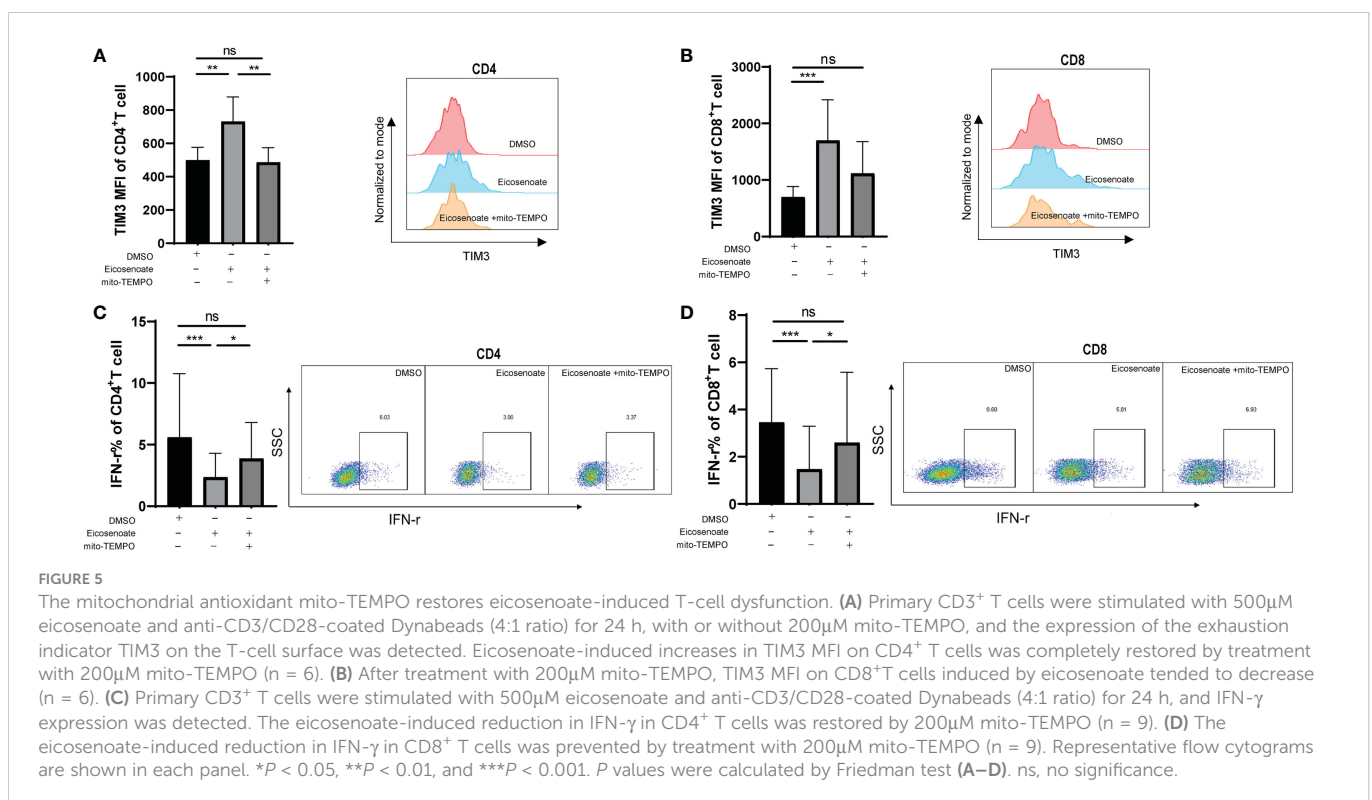 A
ns
**
**
TIM3 MFI of CD4+T cell
1000
800
600
400
200
0
DMSO + – –
Eicosenoate – + +
mito-TEMPO – – +
CD4
Normalized to mode
DMSO
Eicosenoate
Eicosenoate +mito-TEMPO
TIM3
B
ns
***
TIM3 MFI of CD8+T cell
3000
2000
1000
0
DMSO + – –
Eicosenoate – + +
mito-TEMPO – – +
CD8
Normalized to mode
DMSO
Eicosenoate
Eicosenoate +mito-TEMPO
TIM3
C
ns
***
*
IFN-r% of CD4+T cell
15
10
5
0
DMSO + – –
Eicosenoate – + +
mito-TEMPO – – +
CD4
SSC
DMSO
Eicosenoate
Eicosenoate +mito-TEMPO
3.37
IFN-r
D
ns
***
*
IFN-r% of CD8+T cell
8
6
4
2
0
DMSO + – –
Eicosenoate – + +
mito-TEMPO – – +
CD8
SSC
DMSO
Eicosenoate
Eicosenoate +mito-TEMPO
5.81
6.93
IFN-r
FIGURE 5
The mitochondrial antioxidant mito-TEMPO restores eicosenoate-induced T-cell dysfunction. (A) Primary CD3+ T cells were stimulated with 500μM
eicosenoate and anti-CD3/CD28-coated Dynabeads (4:1 ratio) for 24 h, with or without 200μM mito-TEMPO, and the expression of the exhaustion
indicator TIM3 on the T-cell surface was detected. Eicosenoate-induced increases in TIM3 MFI on CD4+ T cells was completely restored by treatment
with 200μM mito-TEMPO (n = 6). (B) After treatment with 200μM mito-TEMPO, TIM3 MFI on CD8+T cells induced by eicosenoate tended to decrease
(n = 6). (C) Primary CD3+ T cells were stimulated with 500μM eicosenoate and anti-CD3/CD28-coated Dynabeads (4:1 ratio) for 24 h, and IFN-γ
expression was detected. The eicosenoate-induced reduction in IFN-γ in CD4+ T cells was restored by 200μM mito-TEMPO (n = 9). (D) The
eicosenoate-induced reduction in IFN-γ in CD8+ T cells was prevented by treatment with 200μM mito-TEMPO (n = 9). Representative flow cytograms
are shown in each panel. *P < 0.05, **P < 0.01, and ***P < 0.001. P values were calculated by Friedman test (A–D). ns, no significance.